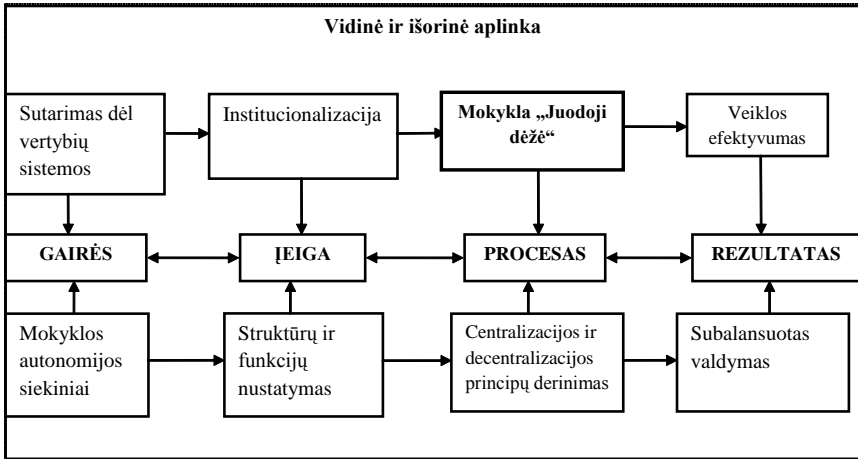 Vidinė ir išorinė aplinka
Sutarimas dėl
vertybių
sistemos
Institucionalizacija
Mokykla „Juodoji
dėžė“
Veiklos
efektyvumas
GAIRĖS
ĮEIGA
PROCESAS
REZULTATAS
Mokyklos
autonomijos
siekiniai
Struktūrų ir
funkcijų
nustatymas
Centralizacijos ir
decentralizacijos
principų derinimas
Subalansuotas
valdymas